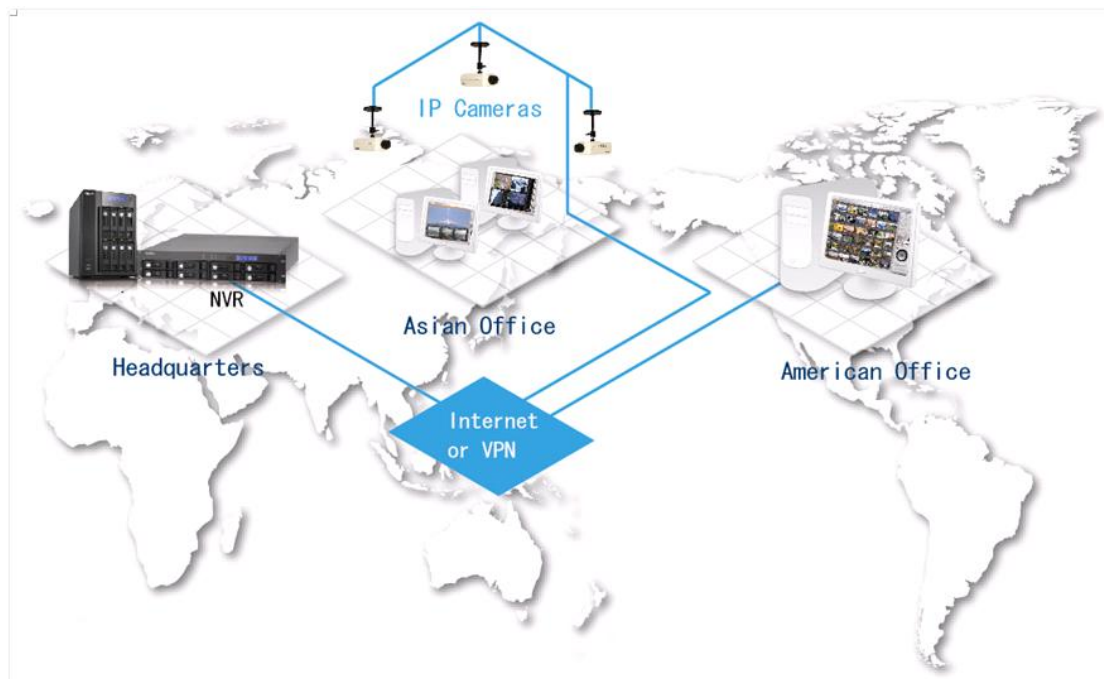 IP Cameras
NVR
Asian Office
Headquarters
American Office
Internet
or VPN